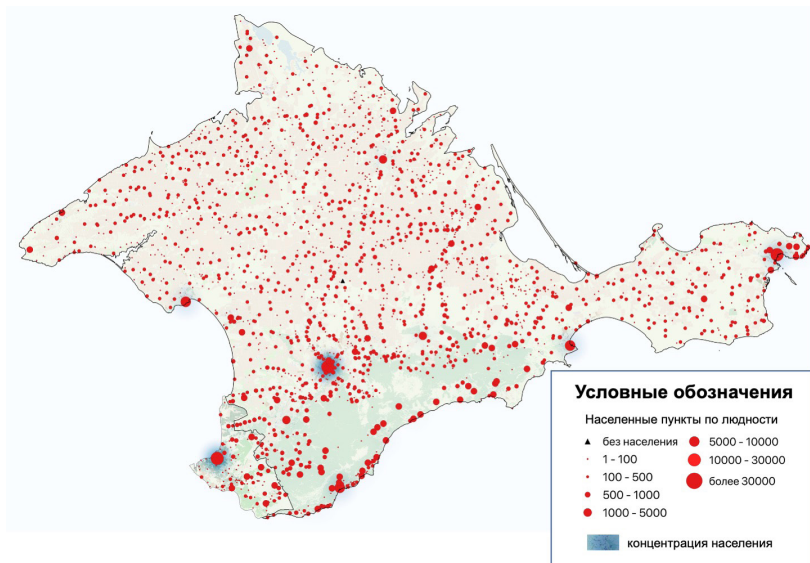 Условные обозначения
Населенные пункты по людности
без населения
1 - 100
100 - 500
500 - 1000
1000 - 5000
5000 - 10000
10000 - 30000
более 30000
концентрация населения